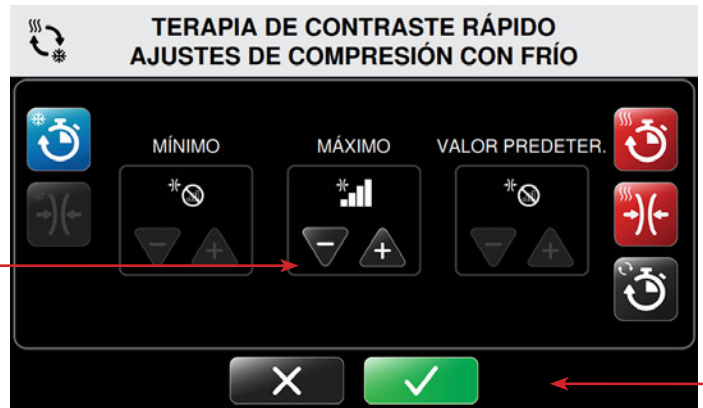 TERAPIA DE CONTRASTE RÁPIDO
AJUSTES DE COMPRESIÓN CON FRÍO
MÍNIMO MÁXIMO VALOR PREDETER.